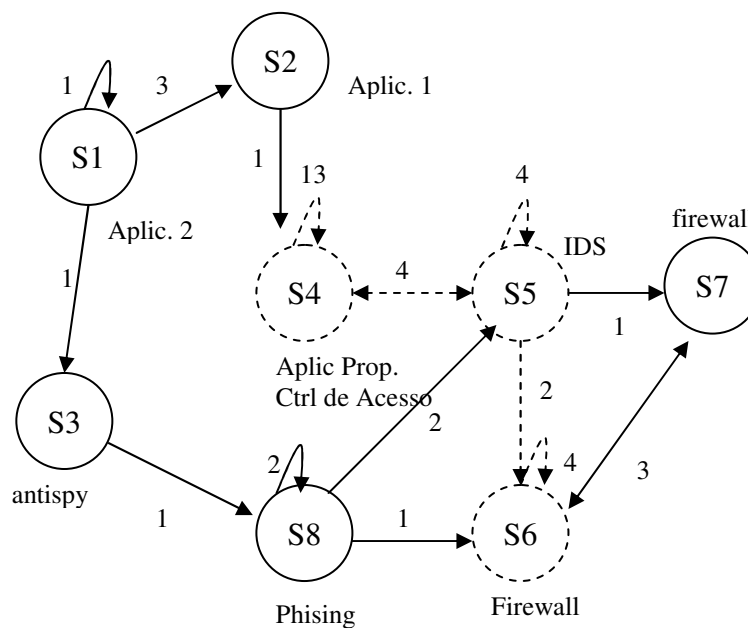 S2
1
3
Aplic. 1
S1
1
13
4
firewall
Aplic. 2
IDS
1
4
S4
S5
S7
1
Aplic Prop.
Ctrl de Acesso
2
S3
2
2
4
3
antispy
1
S8
1
S6
Phising
Firewall